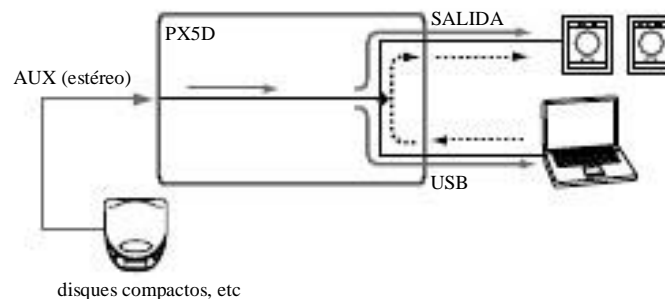 SALIDA
PX5D
AUX (estéreo)
USB
disques compactos, etc